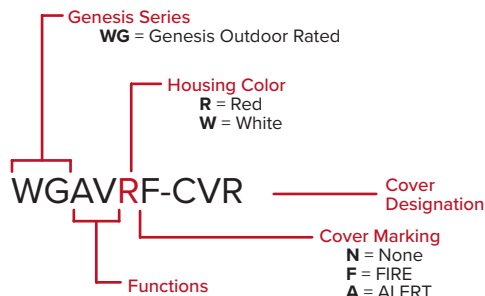 Genesis Series
WG = Genesis Outdoor Rated
Housing Color
R = Red
W = White
WGAVRF-CVR
Cover
Designation
Cover Marking
N = None
F = FIRE
A = ALERT
Functions